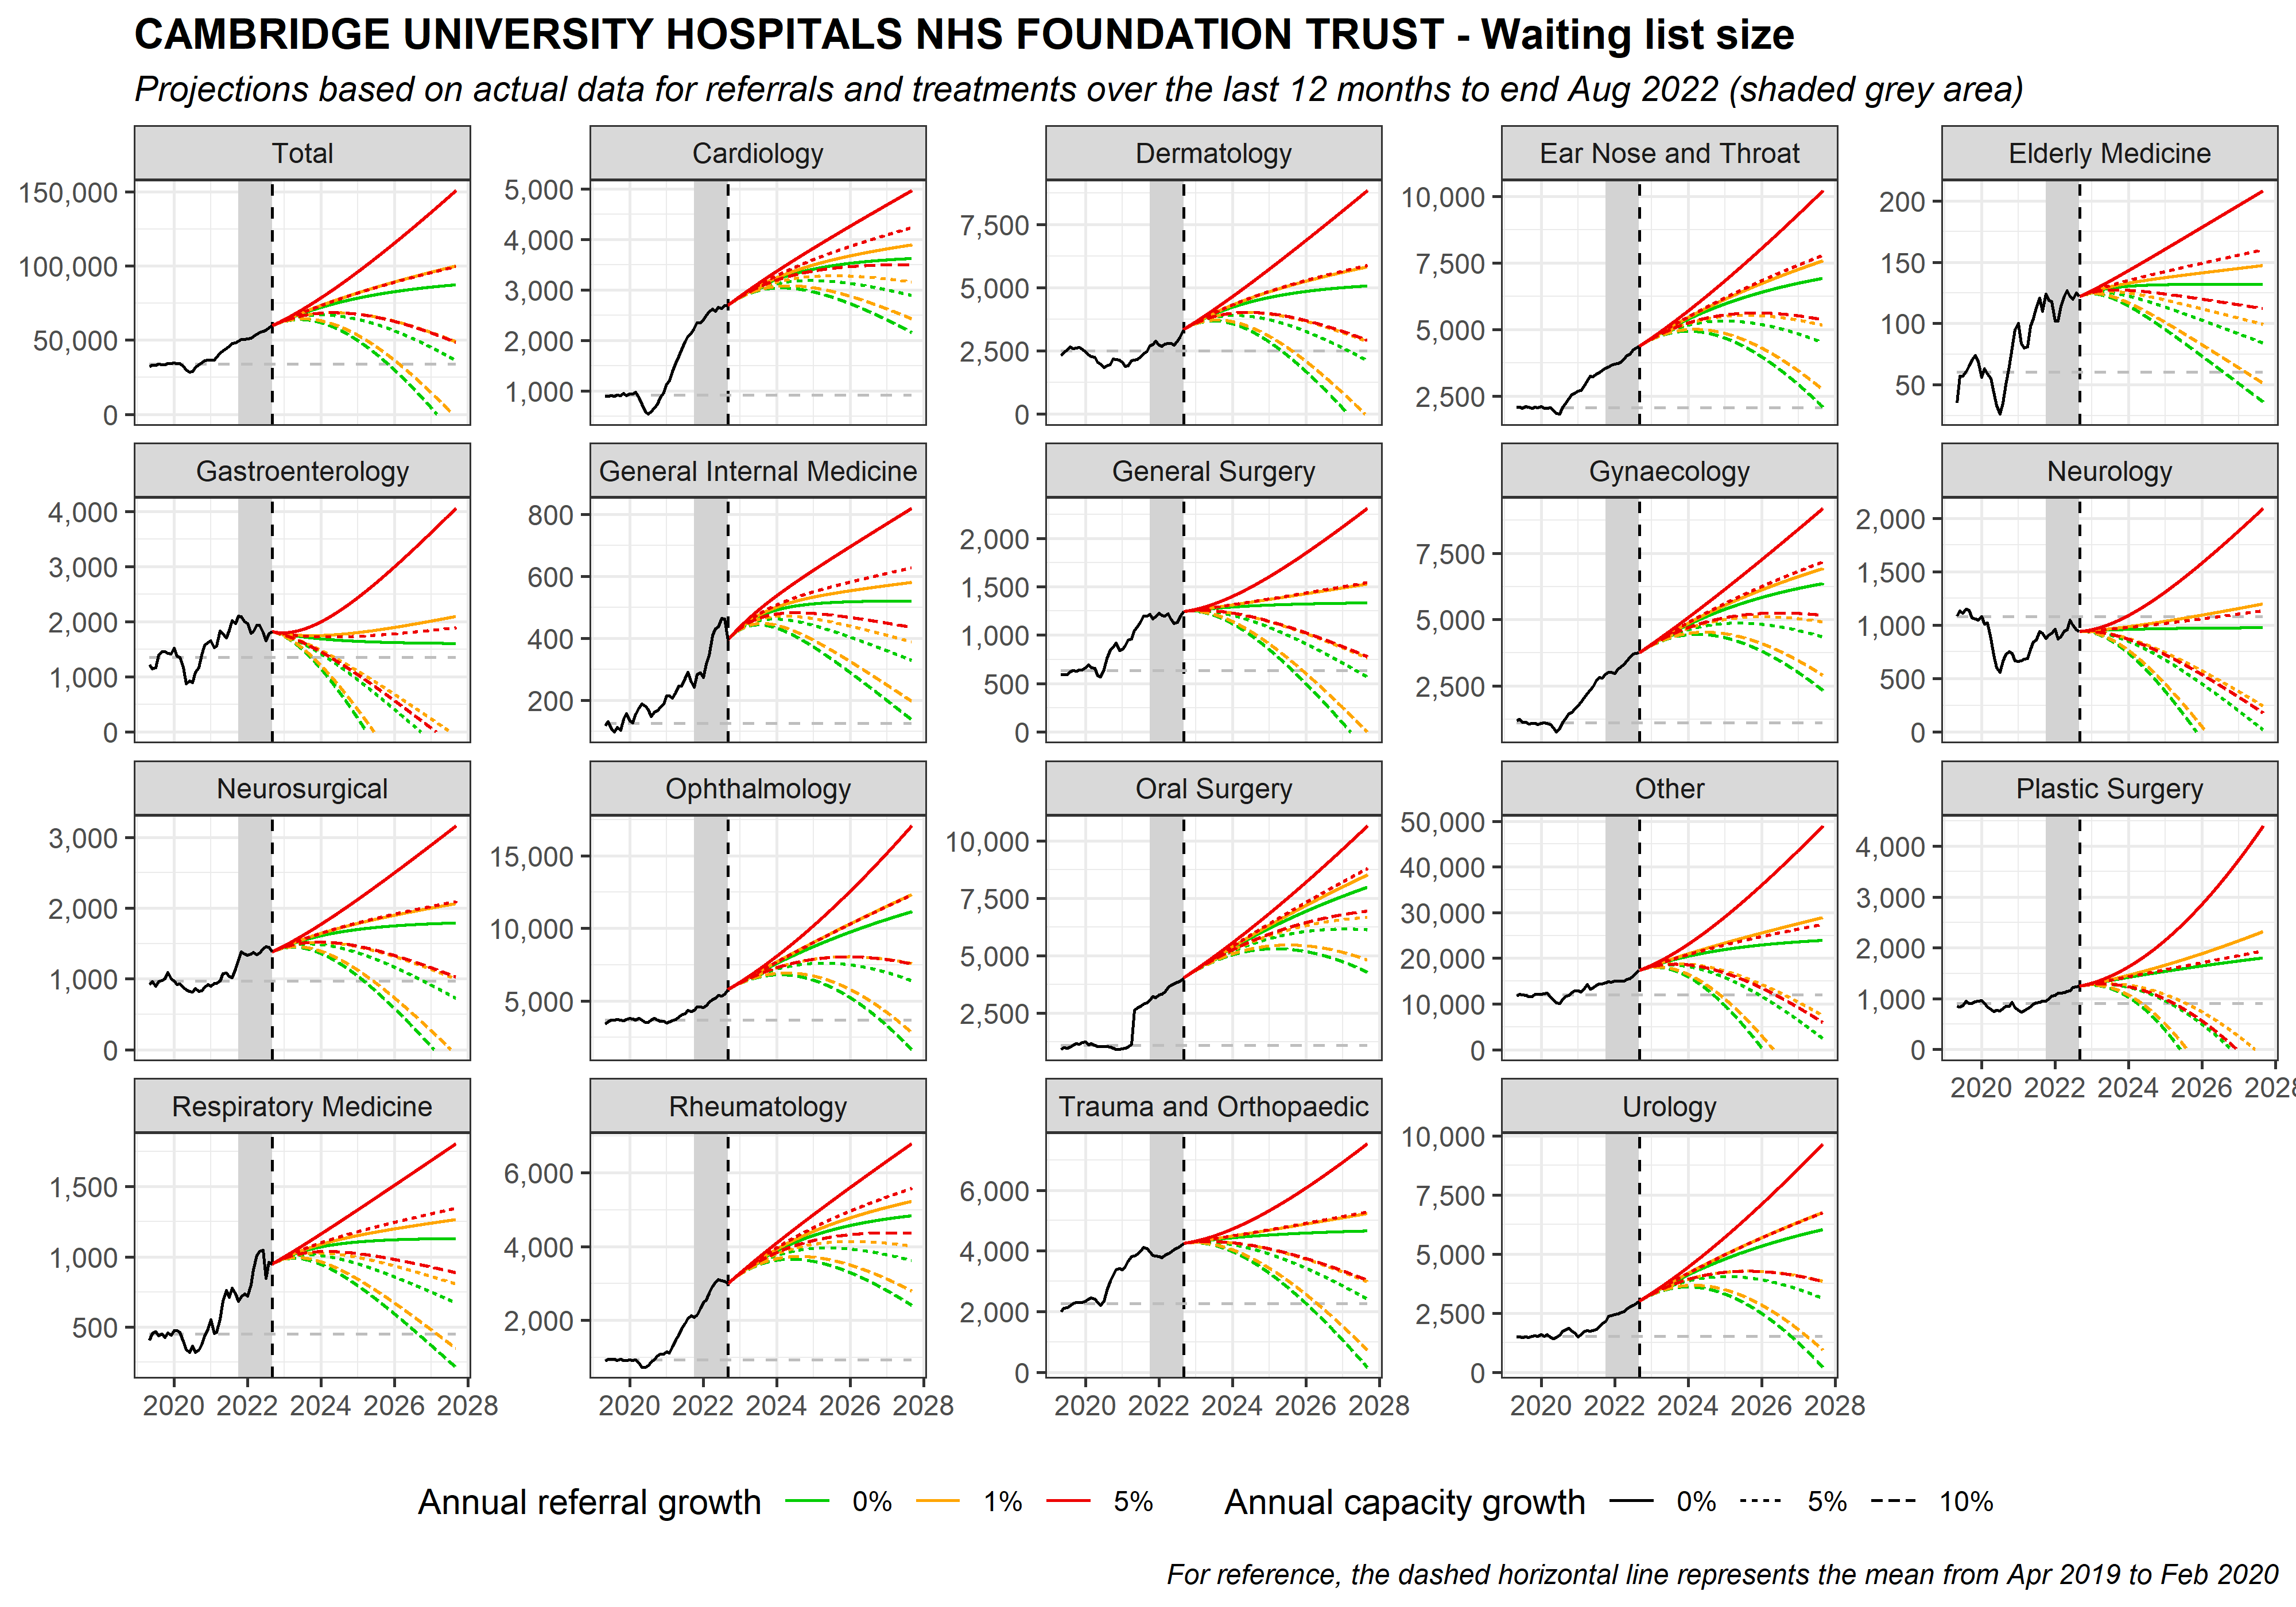 CAMBRIDGE UNIVERSITY HOSPITALS NHS FOUNDATION TRUST - Waiting list size
Projections based on actual data for referrals and treatments over the last 12 months to end Aug 2022 (shaded grey area)
Total
150,000
100,000
50,000
0
Cardiology
5,000
4,000
3,000
2,000
1,000
Dermatology
7,500
5,000
2,500
0
Ear Nose and Throat
10,000
7,500
5,000
2,500
Elderly Medicine
200
150
100
50
Gastroenterology
4,000
3,000
2,000
1,000
0
General Internal Medicine
800
600
400
200
General Surgery
2,000
1,500
1,000
500
0
Gynaecology
7,500
5,000
2,500
Neurology
2,000
1,500
1,000
500
0
Neurosurgical
3,000
2,000
1,000
0
Ophthalmology
15,000
10,000
5,000
Oral Surgery
10,000
7,500
5,000
2,500
Other
50,000
40,000
30,000
20,000
10,000
0
Plastic Surgery
4,000
3,000
2,000
1,000
0
2020 2022 2024 2026 2028
Respiratory Medicine
1,500
1,000
500
2020 2022 2024 2026 2028
Rheumatology
6,000
4,000
2,000
2020 2022 2024 2026 2028
Trauma and Orthopaedic
6,000
4,000
2,000
0
2020 2022 2024 2026 2028
Urology
10,000
7,500
5,000
2,500
0
2020 2022 2024 2026 2028
Annual referral growth 0% 1% 5% Annual capacity growth 0% 5% 10%
For reference, the dashed horizontal line represents the mean from Apr 2019 to Feb 2020